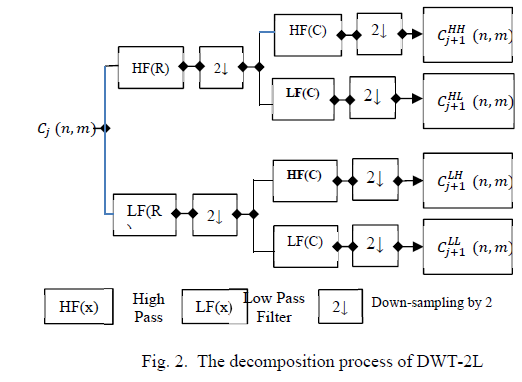 HF(C) 2↓ C_{j+1}^{HH} (n, m)
HF(R) 2↓
LF(C) 2↓ C_{j+1}^{HL} (n, m)
C_j (n, m)
HF(C) 2↓ C_{j+1}^{LH} (n, m)
LF(R 2↓
LF(C) 2↓ C_{j+1}^{LL} (n, m)
HF(x) High Pass LF(x) Low Pass Filter 2↓ Down-sampling by 2
Fig. 2. The decomposition process of DWT-2L